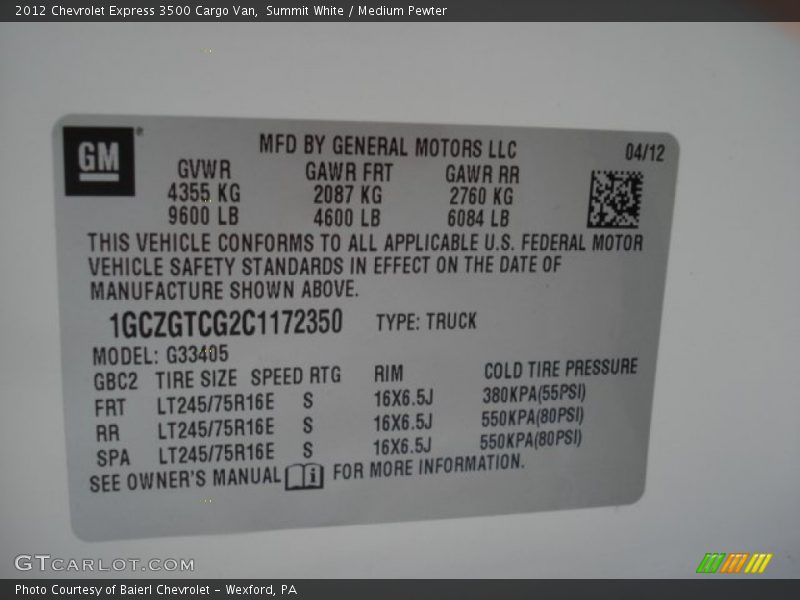 2012 Chevrolet Express 3500 Cargo Van,  Summit White / Medium Pewter
GM
MFD BY GENERAL MOTORS LLC
04/12
GVWR GAWR FRT GAWR RR
4355 KG 2087 KG 2760 KG
9600 LB 4600 LB 6084 LB
THIS VEHICLE CONFORMS TO ALL APPLICABLE U.S. FEDERAL MOTOR
VEHICLE SAFETY STANDARDS IN EFFECT ON THE DATE OF
MANUFACTURE SHOWN ABOVE.
1GCZGTCG2C1172350 TYPE: TRUCK
MODEL: G33405
GBC2 TIRE SIZE SPEED RTG RIM COLD TIRE PRESSURE
FRT LT245/75R16E S 16X6.5J 380KPA(55PSI)
RR LT245/75R16E S 16X6.5J 550KPA(80PSI)
SPA LT245/75R16E S 16X6.5J 550KPA(80PSI)
SEE OWNER'S MANUAL i FOR MORE INFORMATION.
GTCARLOT.COM
Photo Courtesy of Baierl Chevrolet - Wexford, PA